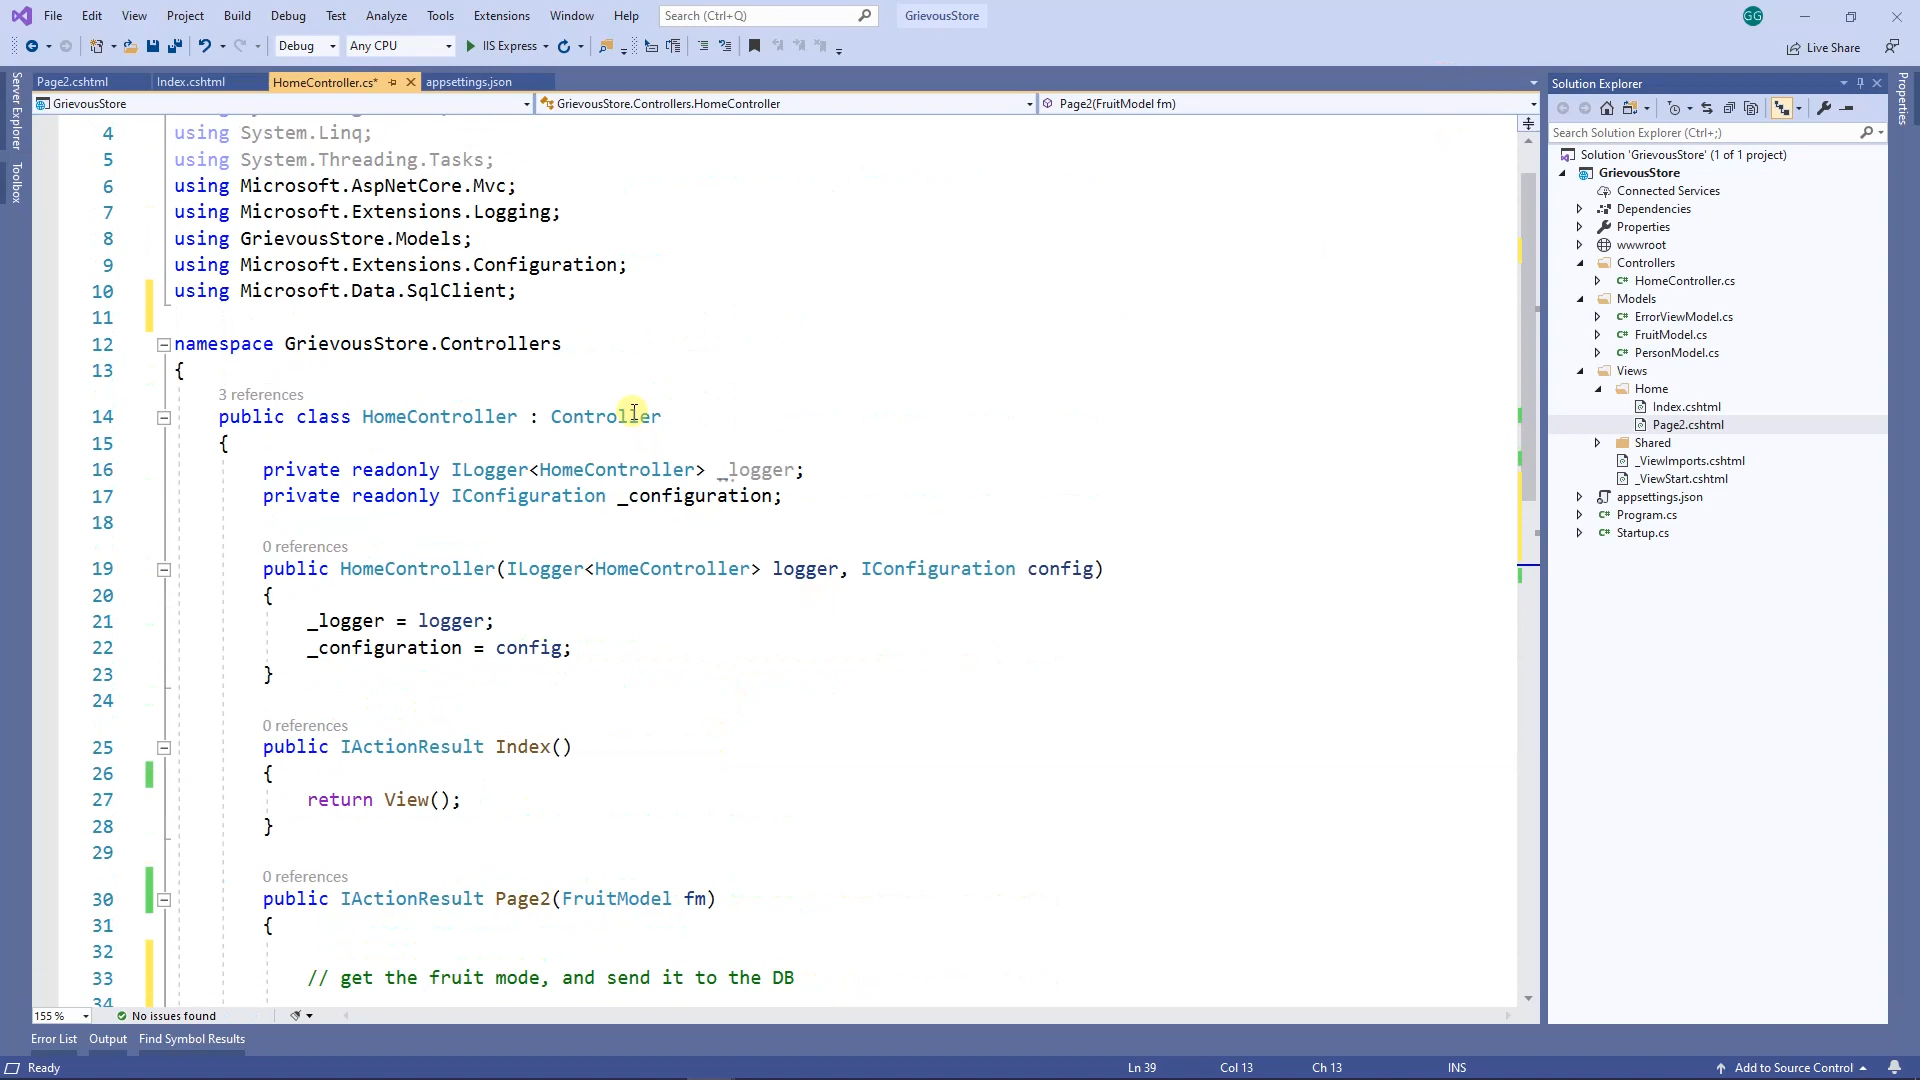 File Edit View Project Build Debug Test Analyze Tools Extensions Window Help Search (Ctrl+Q) GrievousStore GG
Debug Any CPU IIS Express Live Share
Page2.cshtml Index.cshtml HomeController.cs* appsettings.json
GrievousStore GrievousStore.Controllers.HomeController Page2(FruitModel fm)
Server Explorer
Toolbox
4 using System.Linq;
5 using System.Threading.Tasks;
6 using Microsoft.AspNetCore.Mvc;
7 using Microsoft.Extensions.Logging;
8 using GrievousStore.Models;
9 using Microsoft.Extensions.Configuration;
10 using Microsoft.Data.SqlClient;
11
12 namespace GrievousStore.Controllers
13 {
3 references
14 public class HomeController : Controller
15 {
16 private readonly ILogger<HomeController> _logger;
17 private readonly IConfiguration _configuration;
18
0 references
19 public HomeController(ILogger<HomeController> logger, IConfiguration config)
20 {
21 _logger = logger;
22 _configuration = config;
23 }
24
0 references
25 public IActionResult Index()
26 {
27 return View();
28 }
29
0 references
30 public IActionResult Page2(FruitModel fm)
31 {
32
33 // get the fruit mode, and send it to the DB
34
155 % No issues found
Error List Output Find Symbol Results
Ready Ln 39 Col 13 Ch 13 INS Add to Source Control
Solution Explorer
Search Solution Explorer (Ctrl+;)
Solution 'GrievousStore' (1 of 1 project)
GrievousStore
Connected Services
Dependencies
Properties
wwwroot
Controllers
C# HomeController.cs
Models
C# ErrorViewModel.cs
C# FruitModel.cs
C# PersonModel.cs
Views
Home
Index.cshtml
Page2.cshtml
Shared
_ViewImports.cshtml
_ViewStart.cshtml
appsettings.json
C# Program.cs
C# Startup.cs
Properties